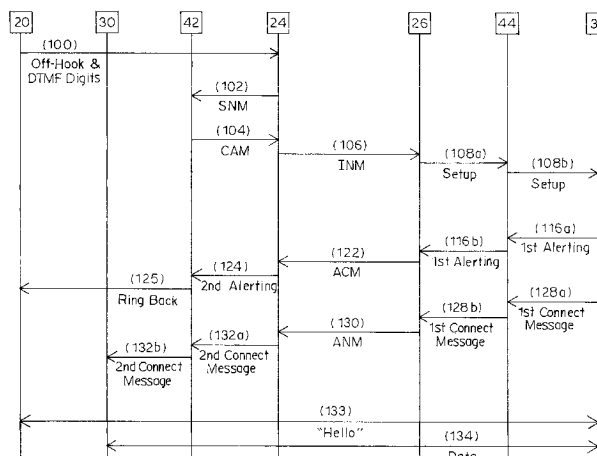 20 30 42 24 26 44 3
(100)
Off-Hook &
DTMF Digits
(102)
SNM
(104)
CAM
(106)
INM
(108a)
Setup
(108b)
Setup
(116a)
1st Alerting
(116b)
1st Alerting
(122)
ACM
(124)
2nd Alerting
(125)
Ring Back
(128a)
1st Connect
Message
(128b)
1st Connect
Message
(130)
ANM
(132a)
2nd Connect
Message
(132b)
2nd Connect
Message
(133)
"Hello"
(134)
Data